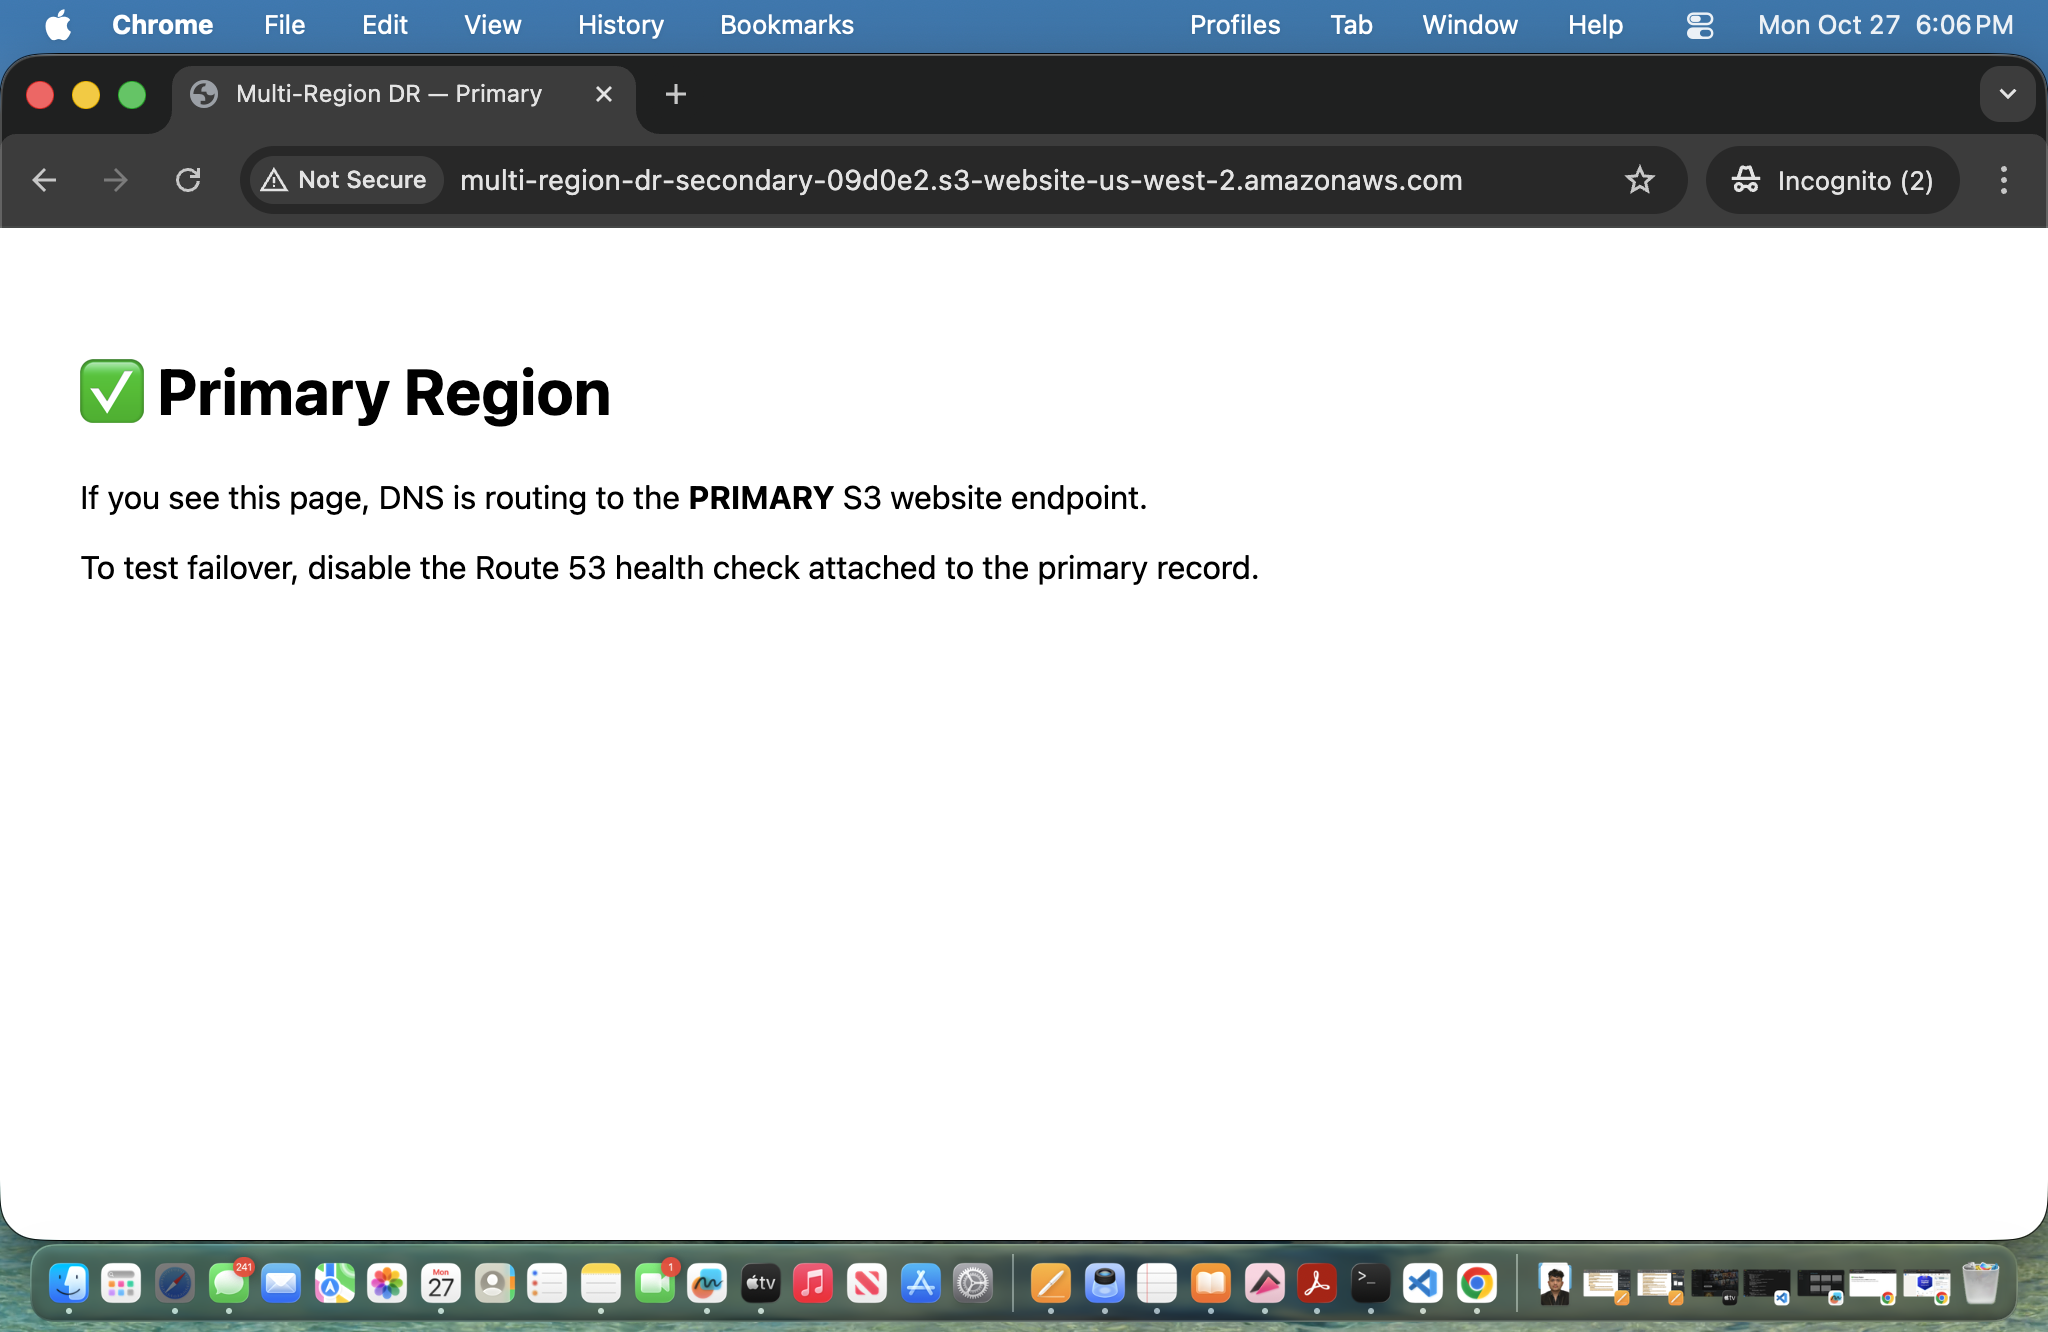 Chrome File Edit View History Bookmarks Profiles Tab Window Help Mon Oct 27 6:06 PM
Multi-Region DR — Primary
Not Secure multi-region-dr-secondary-09d0e2.s3-website-us-west-2.amazonaws.com Incognito (2)
✅ Primary Region
If you see this page, DNS is routing to the PRIMARY S3 website endpoint.
To test failover, disable the Route 53 health check attached to the primary record.
241
Mon
27
1
tv